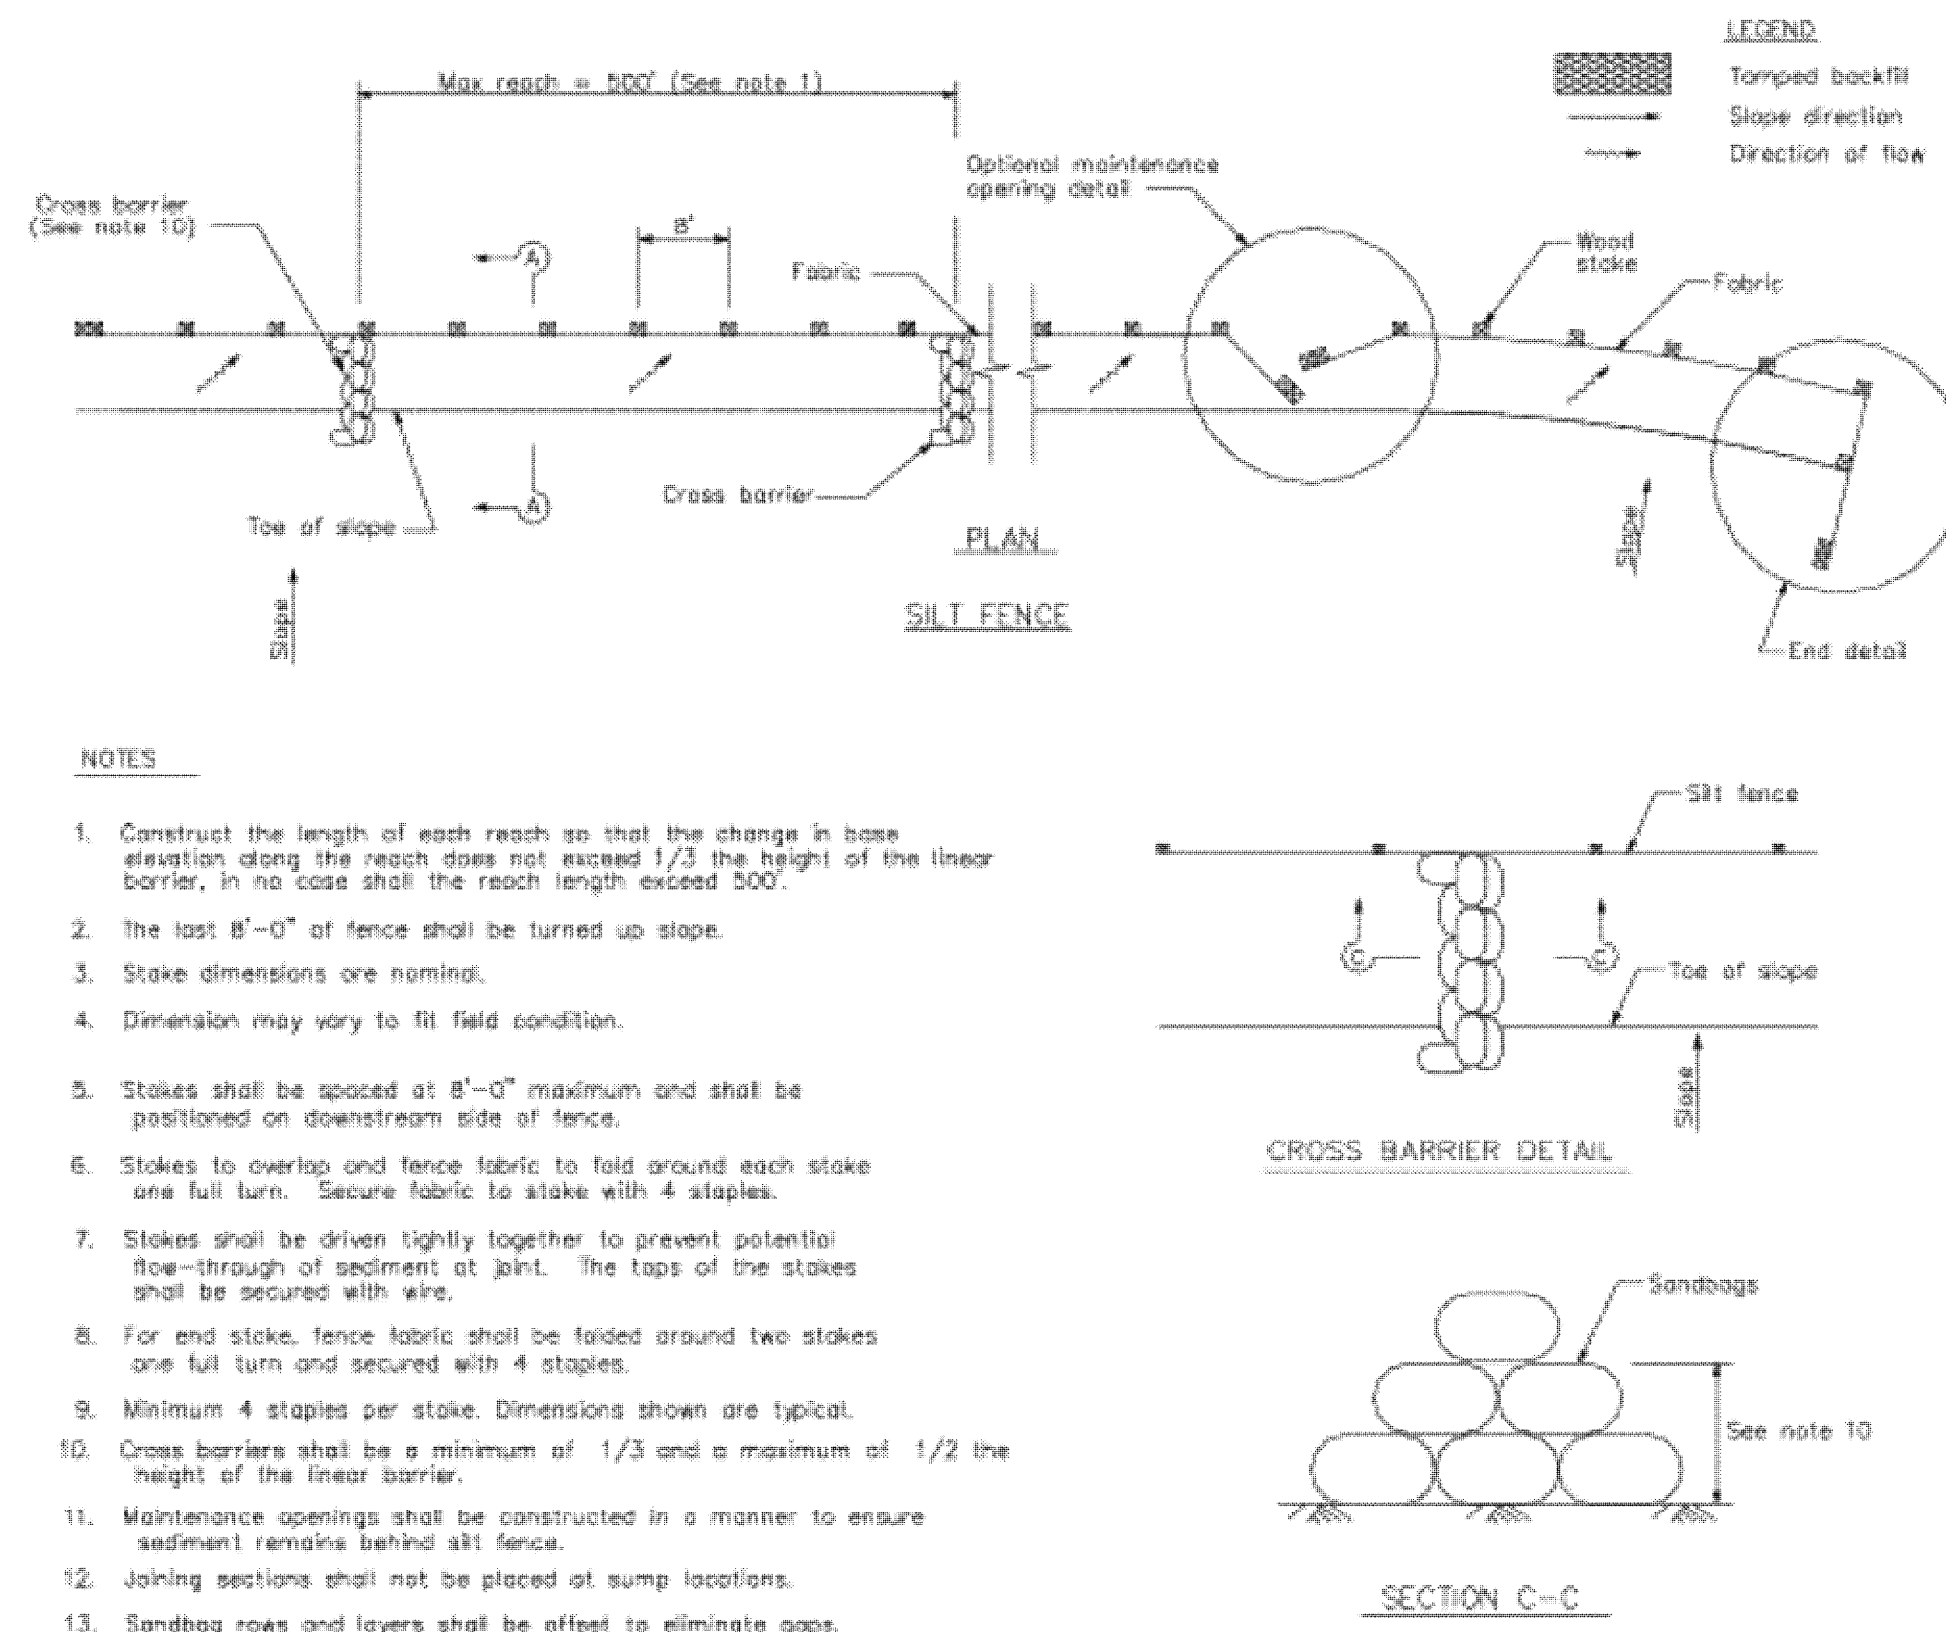 LEGEND
Tamped backfill
Slope direction
Direction of flow
Max reach = 500' (See note 1)
Optional maintenance
opening detail
Cross barrier
(See note 10)
8'
A
Fabric
Wood
stake
Fabric
Cross barrier
A
Toe of slope
PLAN
Slope
SILT FENCE
Slope
End detail
NOTES
1. Construct the length of each reach so that the change in base
elevation along the reach does not exceed 1/3 the height of the linear
barrier, in no case shall the reach length exceed 500'.
2. The last 8'-0" of fence shall be turned up slope.
3. Stake dimensions are nominal.
4. Dimension may vary to fit field condition.
5. Stakes shall be spaced at 8'-0" maximum and shall be
positioned on downstream side of fence.
6. Stakes to overlap and fence fabric to fold around each stake
one full turn. Secure fabric to stake with 4 staples.
7. Stakes shall be driven tightly together to prevent potential
flow-through of sediment at joint. The tops of the stakes
shall be secured with wire.
8. For end stake, fence fabric shall be folded around two stakes
one full turn and secured with 4 staples.
9. Minimum 4 staples per stake. Dimensions shown are typical.
10. Cross barriers shall be a minimum of 1/3 and a maximum of 1/2 the
height of the linear barrier.
11. Maintenance openings shall be constructed in a manner to ensure
sediment remains behind silt fence.
12. Joining sections shall not be placed at sump locations.
13. Sandbag rows and layers shall be offset to eliminate gaps.
Silt fence
C
C
Toe of slope
Slope
CROSS BARRIER DETAIL
Sandbags
See note 10
SECTION C-C